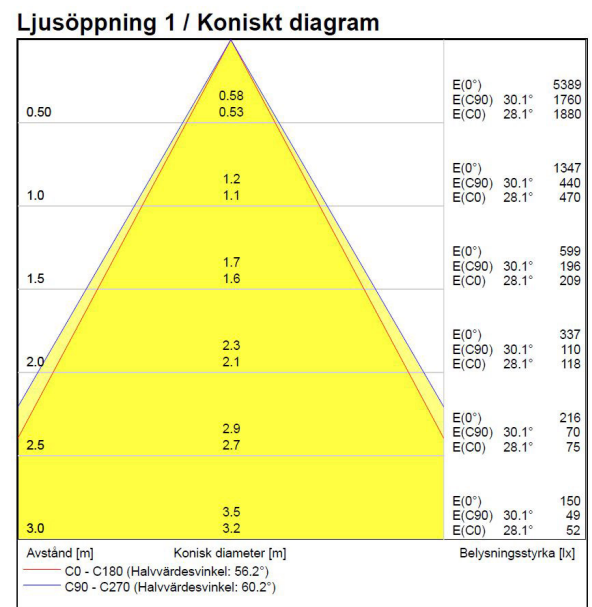 Ljusöppning 1 / Koniskt diagram
0.50 0.58 E(0°) 5389
0.53 E(C90) 30.1° 1760
E(C0) 28.1° 1880
1.0 1.2 E(0°) 1347
1.1 E(C90) 30.1° 440
E(C0) 28.1° 470
1.5 1.7 E(0°) 599
1.6 E(C90) 30.1° 196
E(C0) 28.1° 209
2.0 2.3 E(0°) 337
2.1 E(C90) 30.1° 110
E(C0) 28.1° 118
2.5 2.9 E(0°) 216
2.7 E(C90) 30.1° 70
E(C0) 28.1° 75
3.0 3.5 E(0°) 150
3.2 E(C90) 30.1° 49
E(C0) 28.1° 52
Avstånd [m] Konisk diameter [m] Belysningsstyrka [lx]
C0 - C180 (Halvvärdesvinkel: 56.2°)
C90 - C270 (Halvvärdesvinkel: 60.2°)